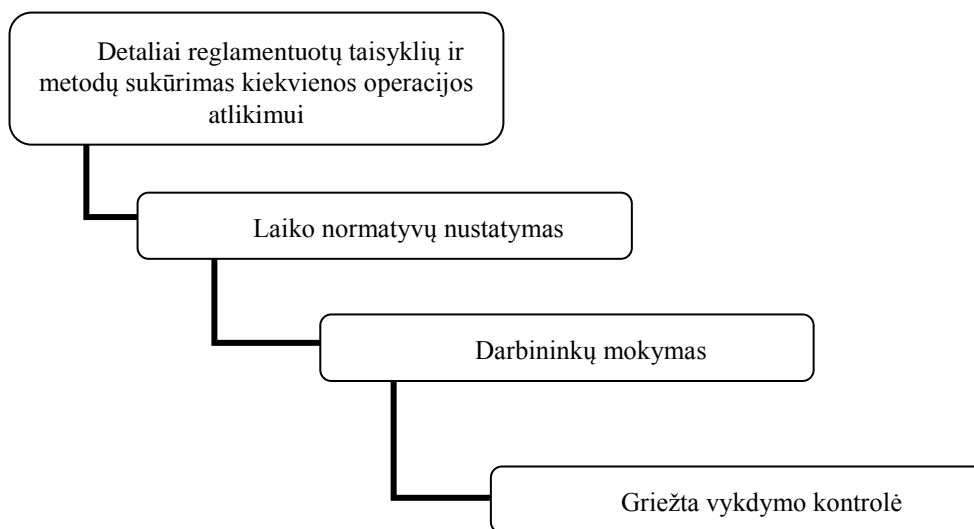 Detaliai reglamentuotų taisyklių ir
metodų sukūrimas kiekvienos operacijos
atlikimui
Laiko normatyvų nustatymas
Darbininkų mokymas
Griežta vykdymo kontrolė